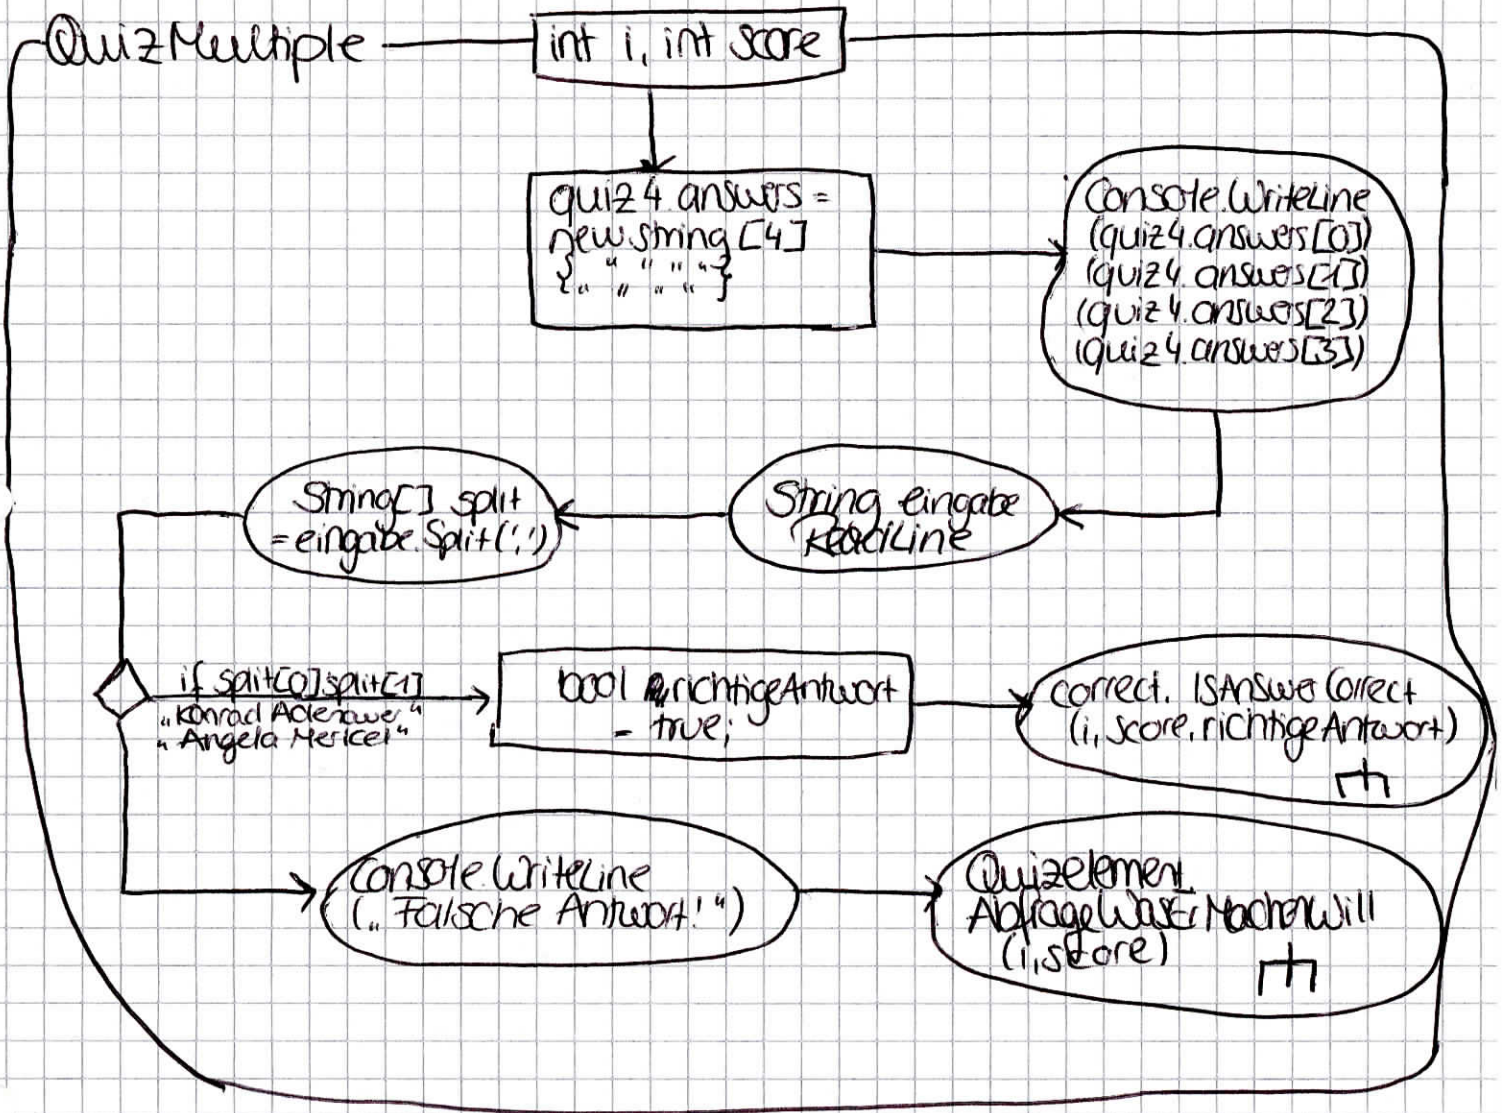 QuizMultiple
int i, int score
quiz4.answers =
new.string [4]
{" " " "}
Console.WriteLine
(quiz4.answers[0])
(quiz4.answers[1])
(quiz4.answers[2])
(quiz4.answers[3])
String eingabe
ReadLine
String[] split
= eingabe.Split(',')
if split[0] split[1]
„Konrad Adenauer"
"Angela Merkel"
bool richtigeAntwort
= true;
correct. IsAnswerCorrect
(i, score, richtigeAntwort)
Console.WriteLine
(„Falsche Antwort!")
Quizelement.
AbfrageWasErMachenWill
(i, score)